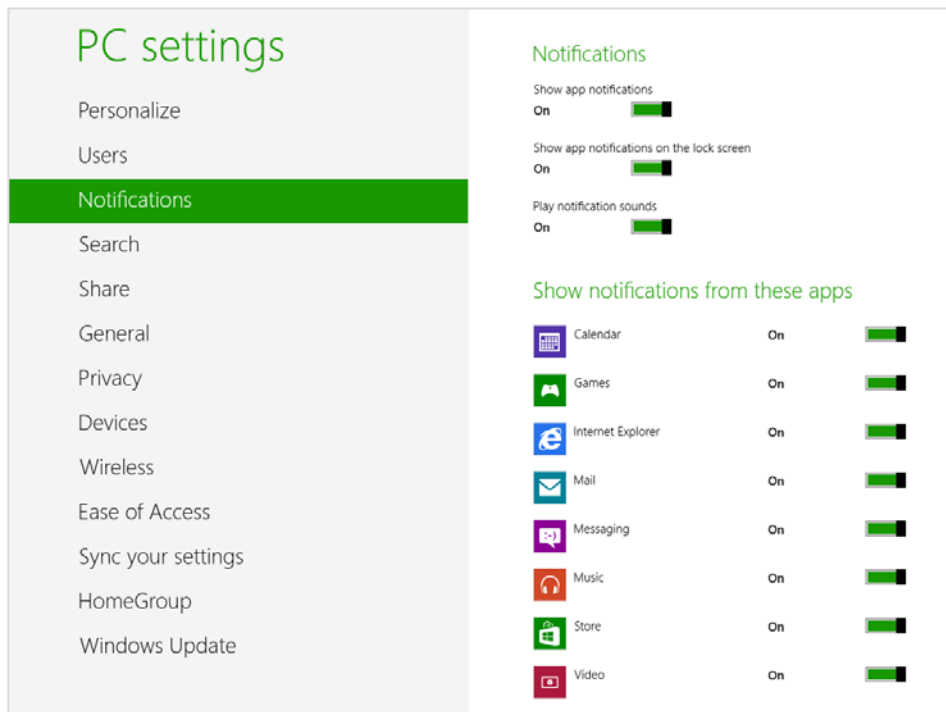 PC settings
Personalize
Users
Notifications
Search
Share
General
Privacy
Devices
Wireless
Ease of Access
Sync your settings
HomeGroup
Windows Update
Notifications
Show app notifications
On
Show app notifications on the lock screen
On
Play notification sounds
On
Show notifications from these apps
Calendar On
Games On
Internet Explorer On
Mail On
Messaging On
Music On
Store On
Video On